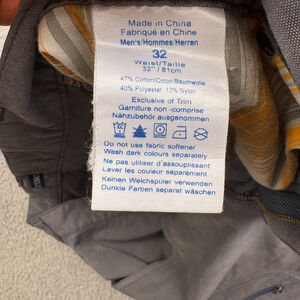 Made in China
Fabriqué en Chine
Men's/Hommes/Herren
32
Waist/Taille
32"/81cm
47% Cotton/Coton/Baumwolle
40% Polyester 13% Nylon
Exclusive of Trim
Garniture non-comprise
Nähzubehör ausgenommen
Do not use fabric softener
Wash dark colours separately
Ne pas utiliser d'assouplissant
Laver les couleur séparément
Keinen Weichspüler verwenden
Dunkle Farben separat wäschen